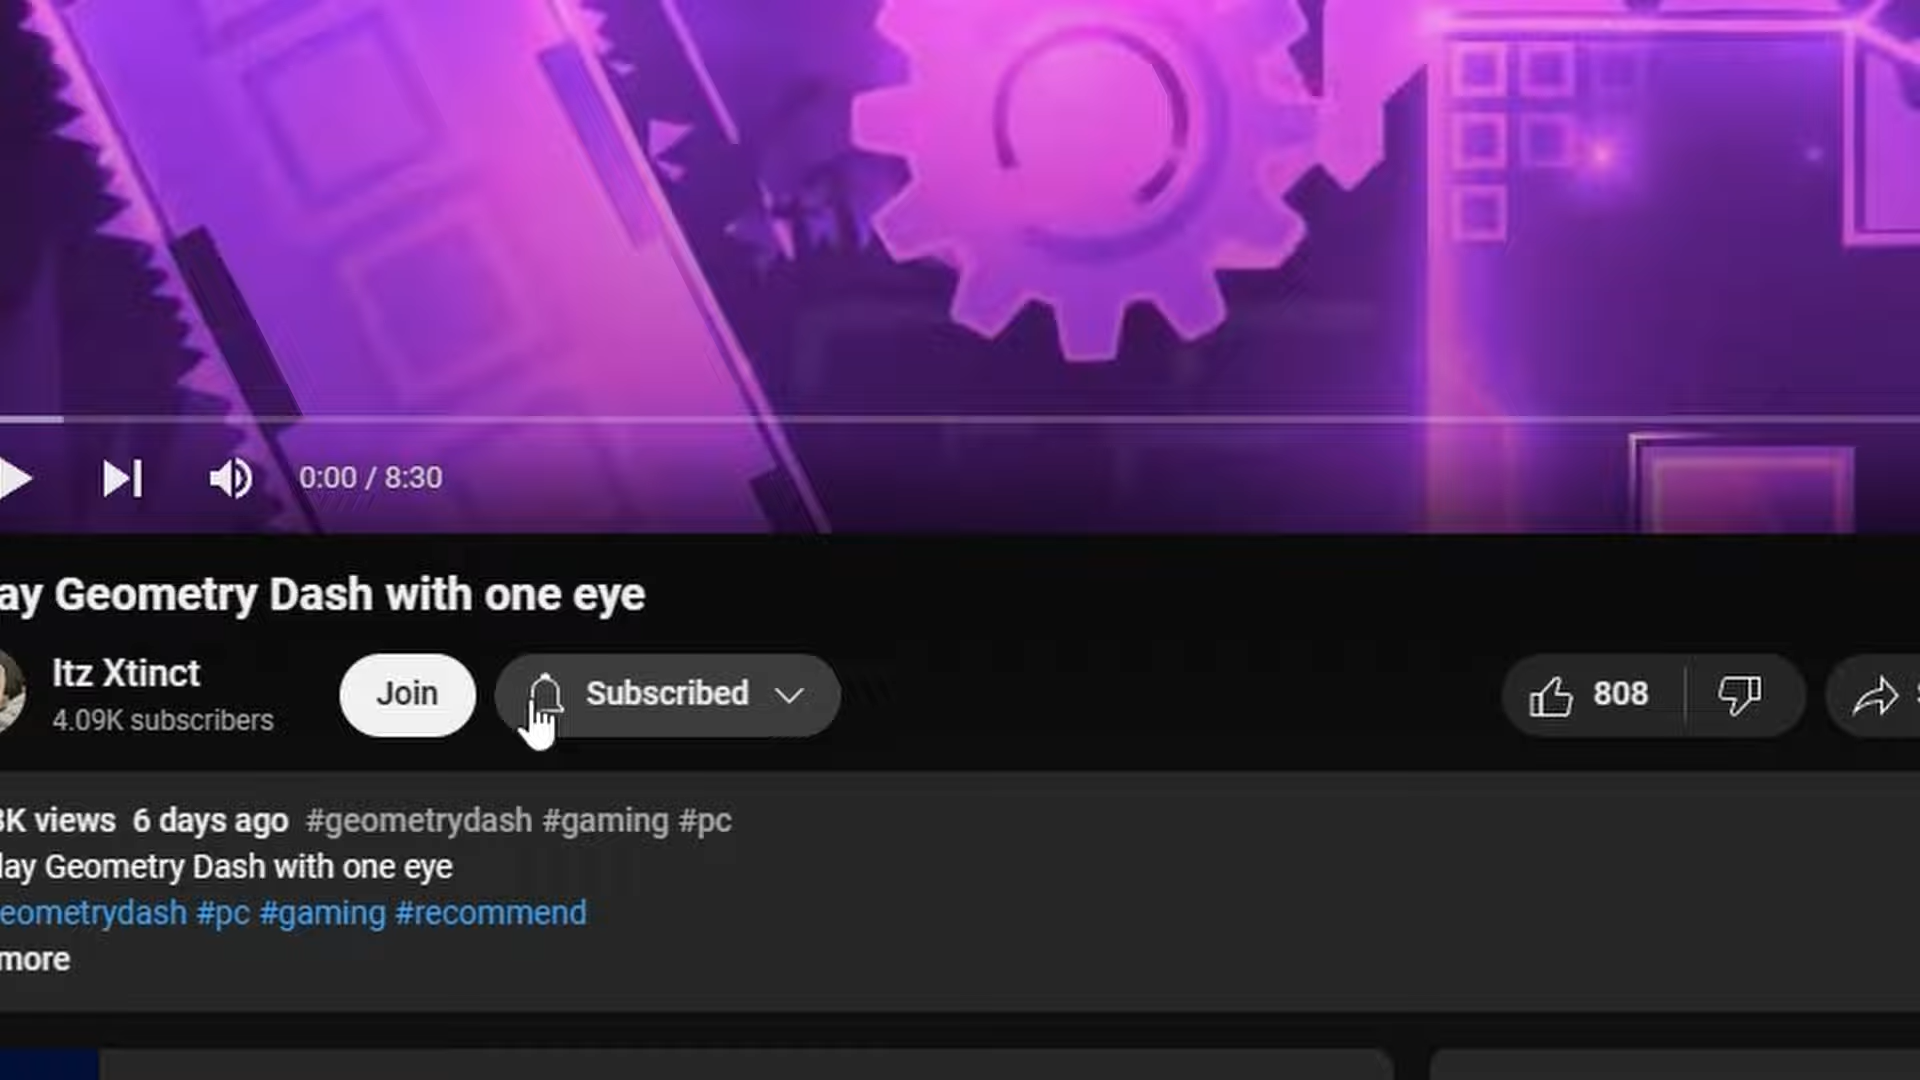 0:00 / 8:30
ay Geometry Dash with one eye
Itz Xtinct
4.09K subscribers
Join
Subscribed
808
K views 6 days ago #geometrydash #gaming #pc
lay Geometry Dash with one eye
eometrydash #pc #gaming #recommend
more